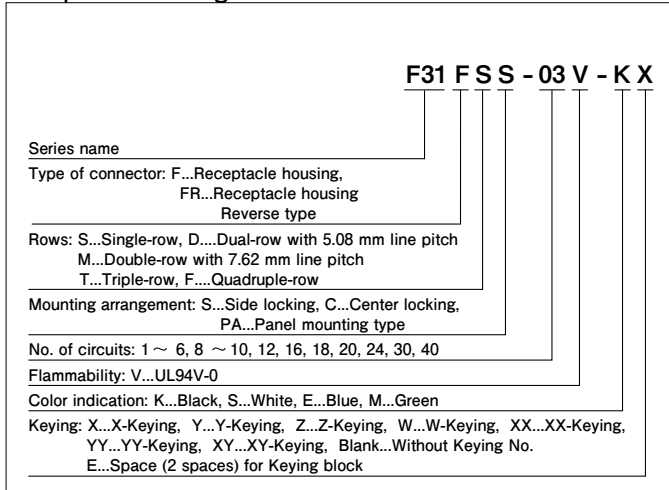 F31 F S S - 03 V - K X
Series name
Type of connector: F...Receptacle housing,
FR...Receptacle housing
Reverse type
Rows: S...Single-row, D....Dual-row with 5.08 mm line pitch
M...Double-row with 7.62 mm line pitch
T...Triple-row, F....Quadruple-row
Mounting arrangement: S...Side locking, C...Center locking,
PA...Panel mounting type
No. of circuits: 1 ~ 6, 8 ~ 10, 12, 16, 18, 20, 24, 30, 40
Flammability: V...UL94V-0
Color indication: K...Black, S...White, E...Blue, M...Green
Keying: X...X-Keying, Y...Y-Keying, Z...Z-Keying, W...W-Keying, XX...XX-Keying,
YY...YY-Keying, XY...XY-Keying, Blank...Without Keying No.
E...Space (2 spaces) for Keying block